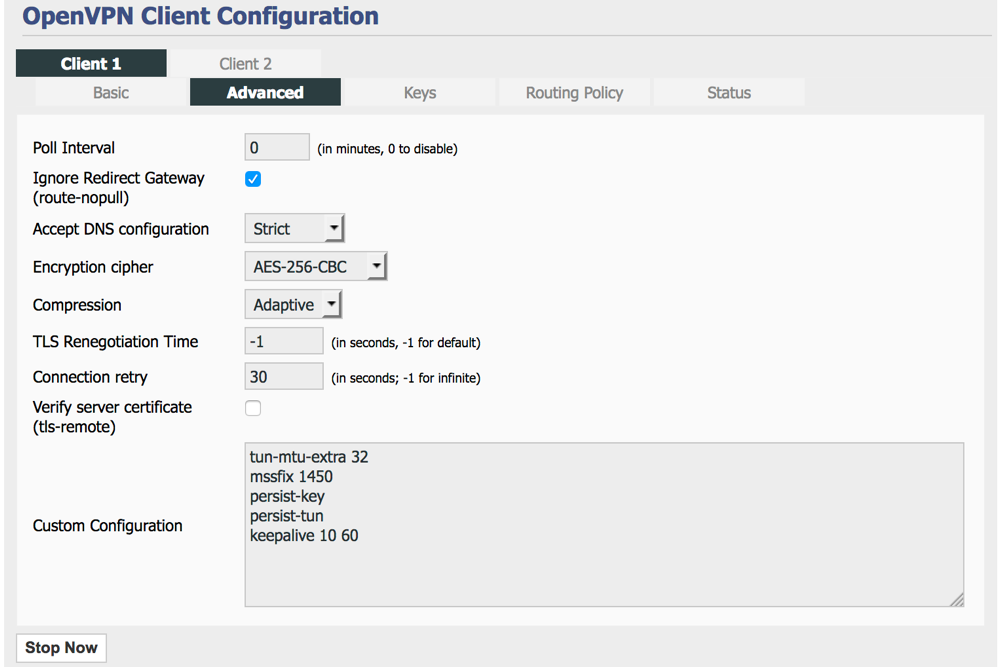 OpenVPN Client Configuration
Client 1 Client 2
Basic Advanced Keys Routing Policy Status
Poll Interval 0 (in minutes, 0 to disable)
Ignore Redirect Gateway
(route-nopull)
Accept DNS configuration Strict
Encryption cipher AES-256-CBC
Compression Adaptive
TLS Renegotiation Time -1 (in seconds, -1 for default)
Connection retry 30 (in seconds; -1 for infinite)
Verify server certificate
(tls-remote)
tun-mtu-extra 32
mssfix 1450
persist-key
persist-tun
Custom Configuration
keepalive 10 60
Stop Now